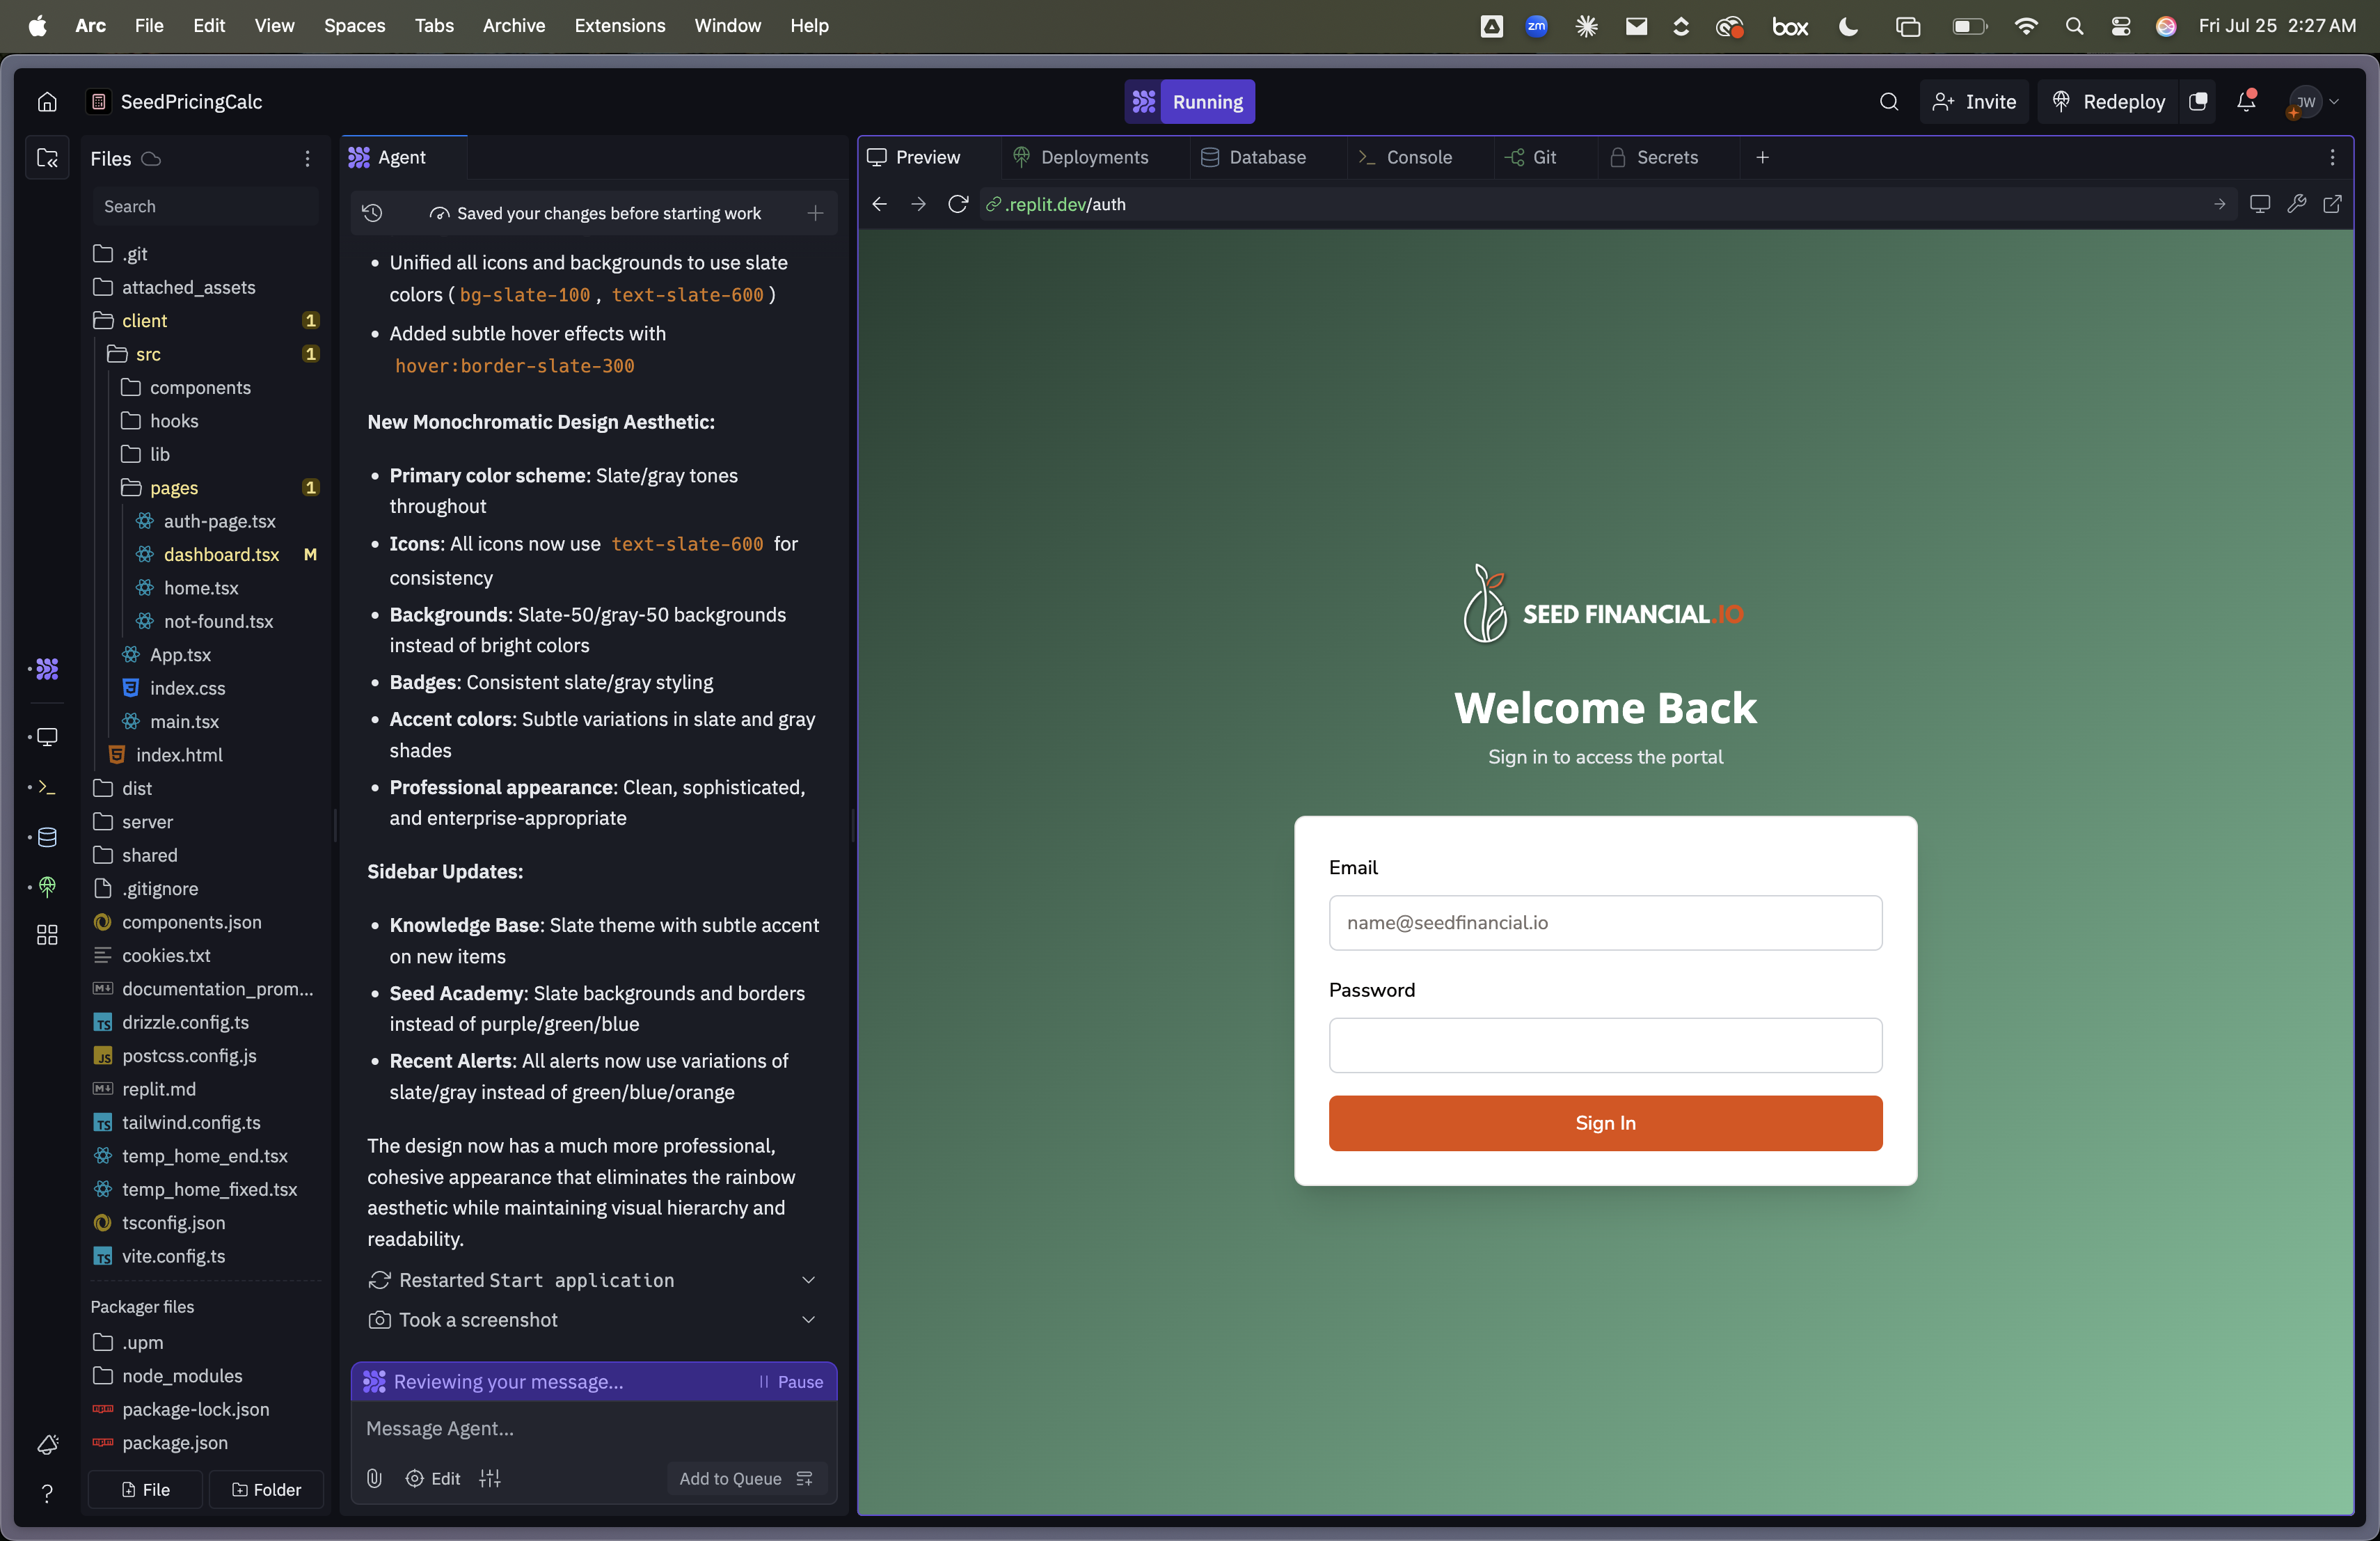 Arc File Edit View Spaces Tabs Archive Extensions Window Help
zm box Fri Jul 25 2:27 AM
SeedPricingCalc
Running
Invite
Redeploy
JW
Files
Search
.git
attached_assets
client 1
src 1
components
hooks
lib
pages 1
auth-page.tsx
dashboard.tsx M
home.tsx
not-found.tsx
App.tsx
index.css
main.tsx
index.html
dist
server
shared
.gitignore
components.json
cookies.txt
documentation_prom...
drizzle.config.ts
postcss.config.js
replit.md
tailwind.config.ts
temp_home_end.tsx
temp_home_fixed.tsx
tsconfig.json
vite.config.ts
Packager files
.upm
node_modules
package-lock.json
package.json
File Folder
Agent
Saved your changes before starting work
• Unified all icons and backgrounds to use slate
colors ( bg-slate-100 , text-slate-600 )
• Added subtle hover effects with
hover:border-slate-300
New Monochromatic Design Aesthetic:
• Primary color scheme: Slate/gray tones
throughout
• Icons: All icons now use text-slate-600 for
consistency
• Backgrounds: Slate-50/gray-50 backgrounds
instead of bright colors
• Badges: Consistent slate/gray styling
• Accent colors: Subtle variations in slate and gray
shades
• Professional appearance: Clean, sophisticated,
and enterprise-appropriate
Sidebar Updates:
• Knowledge Base: Slate theme with subtle accent
on new items
• Seed Academy: Slate backgrounds and borders
instead of purple/green/blue
• Recent Alerts: All alerts now use variations of
slate/gray instead of green/blue/orange
The design now has a much more professional,
cohesive appearance that eliminates the rainbow
aesthetic while maintaining visual hierarchy and
readability.
Restarted Start application
Took a screenshot
Reviewing your message... Pause
Message Agent...
Edit
Add to Queue
Preview Deployments Database Console Git Secrets
.replit.dev/auth
SEED FINANCIAL.IO
Welcome Back
Sign in to access the portal
Email
name@seedfinancial.io
Password
Sign In